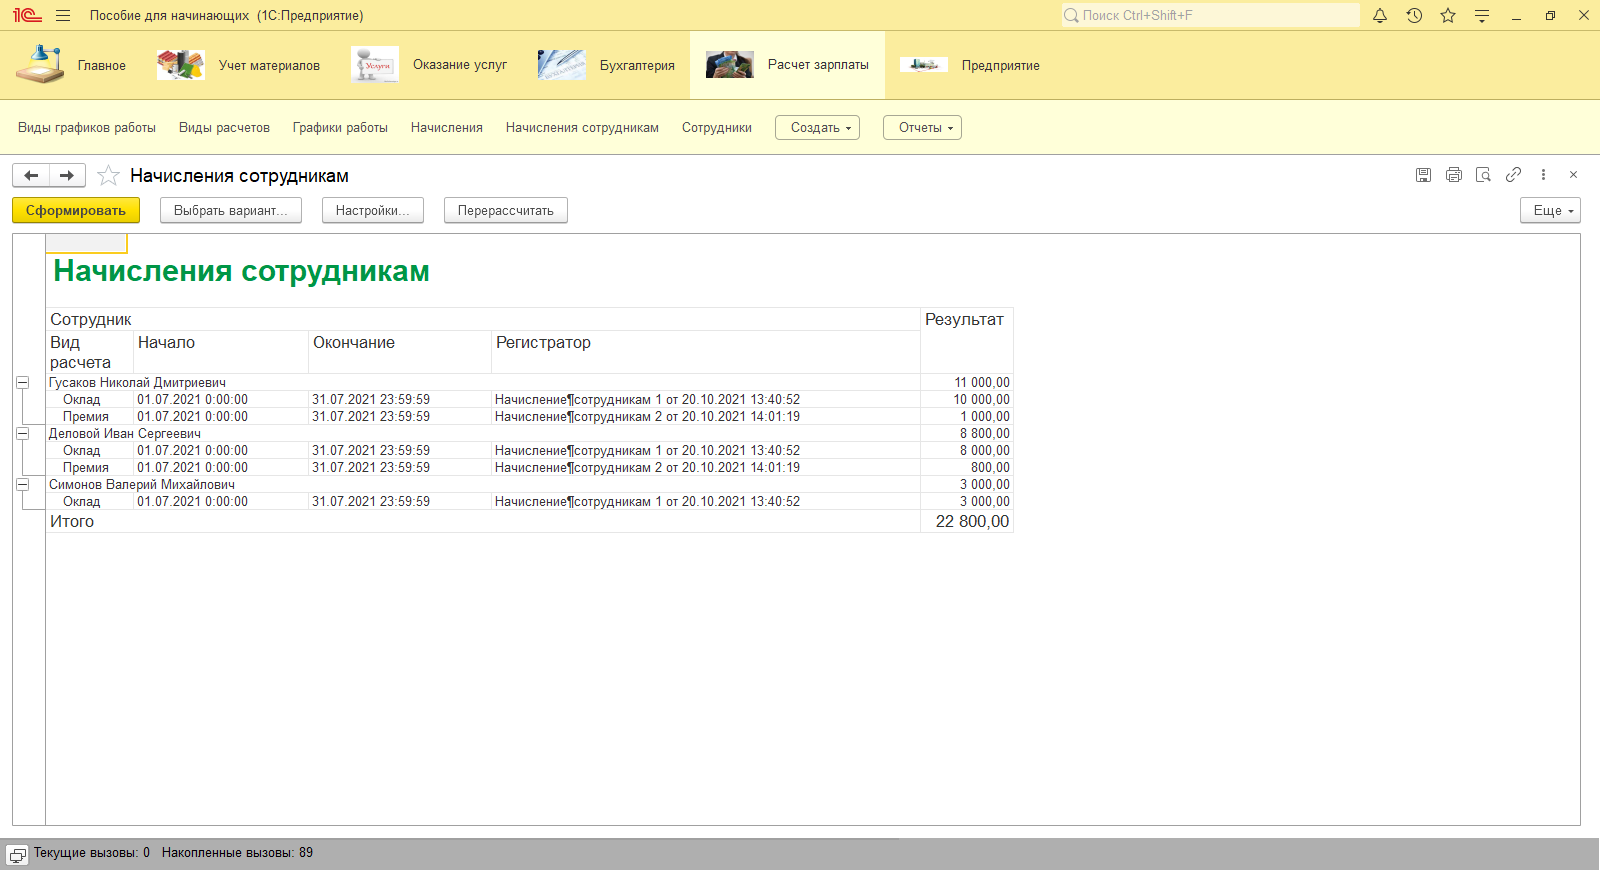 1С Пособие для начинающих (1С:Предприятие) Поиск Ctrl+Shift+F
Главное Учет материалов Услуги Оказание услуг Бухгалтерия Расчет зарплаты Предприятие
Виды графиков работы Виды расчетов Графики работы Начисления Начисления сотрудникам Сотрудники Создать Отчеты
Начисления сотрудникам
Сформировать Выбрать вариант... Настройки... Перерассчитать Еще
Начисления сотрудникам
Сотрудник Результат
Вид расчета Начало Окончание Регистратор
Гусаков Николай Дмитриевич 11 000,00
Оклад 01.07.2021 0:00:00 31.07.2021 23:59:59 Начисление¶сотрудникам 1 от 20.10.2021 13:40:52 10 000,00
Премия 01.07.2021 0:00:00 31.07.2021 23:59:59 Начисление¶сотрудникам 2 от 20.10.2021 14:01:19 1 000,00
Деловой Иван Сергеевич 8 800,00
Оклад 01.07.2021 0:00:00 31.07.2021 23:59:59 Начисление¶сотрудникам 1 от 20.10.2021 13:40:52 8 000,00
Премия 01.07.2021 0:00:00 31.07.2021 23:59:59 Начисление¶сотрудникам 2 от 20.10.2021 14:01:19 800,00
Симонов Валерий Михайлович 3 000,00
Оклад 01.07.2021 0:00:00 31.07.2021 23:59:59 Начисление¶сотрудникам 1 от 20.10.2021 13:40:52 3 000,00
Итого 22 800,00
Текущие вызовы: 0 Накопленные вызовы: 89